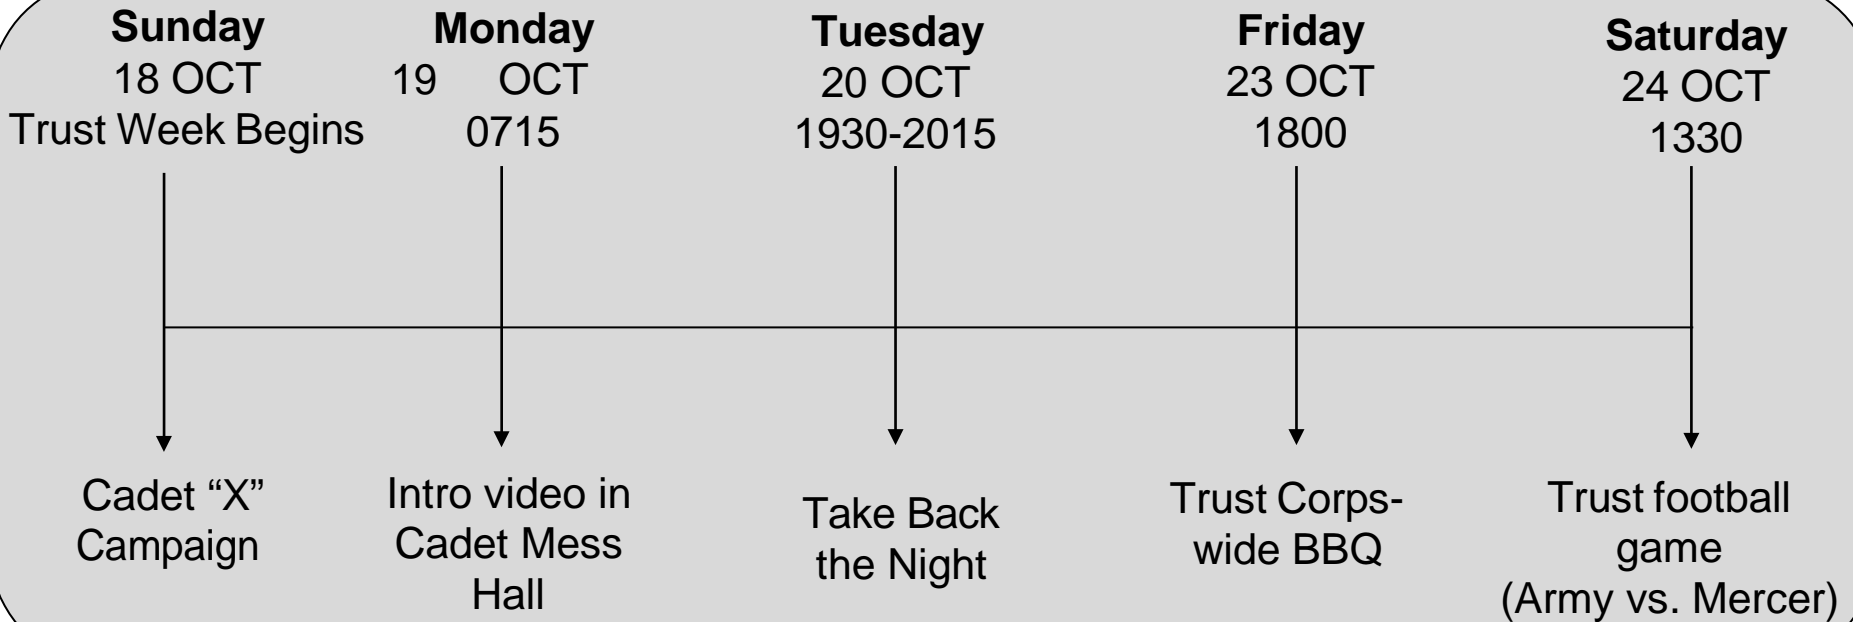 Sunday
18 OCT
Trust Week Begins
Monday
19 OCT
0715
Tuesday
20 OCT
1930-2015
Friday
23 OCT
1800
Saturday
24 OCT
1330
Cadet “X”
Campaign
Intro video in
Cadet Mess
Hall
Take Back
the Night
Trust Corps-
wide BBQ
Trust football
game
(Army vs. Mercer)